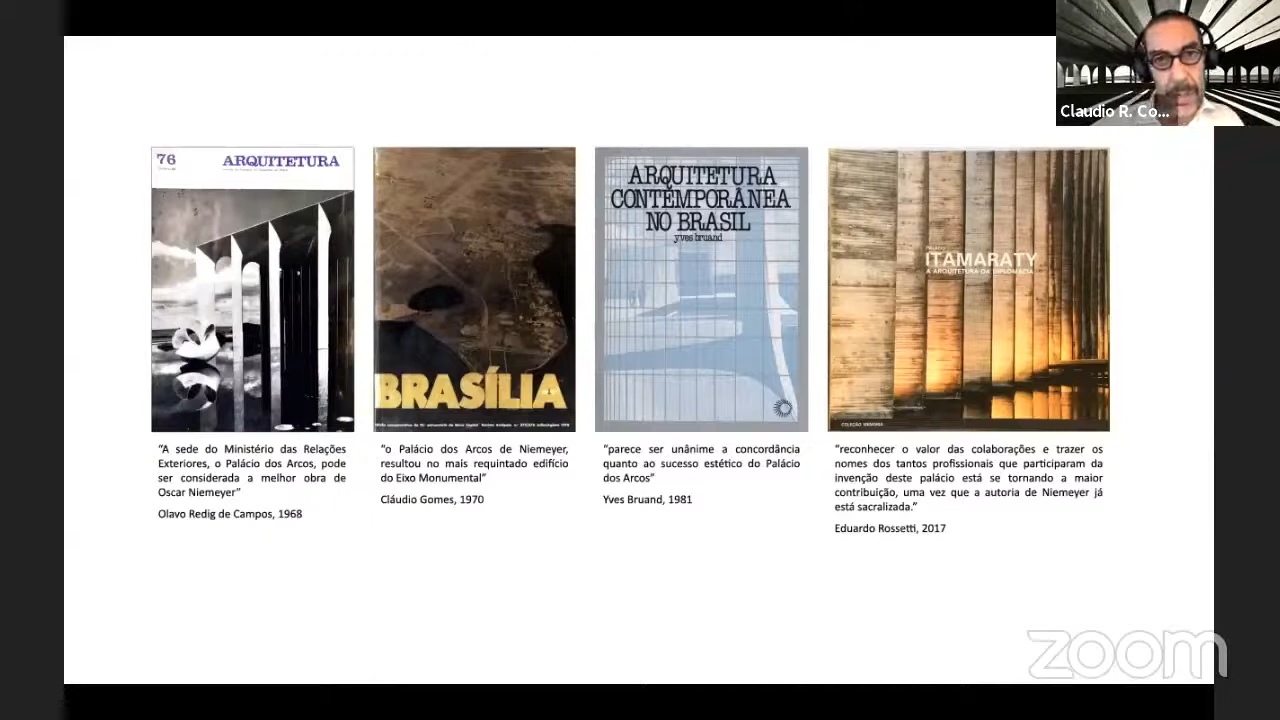 Claudio R. Co...
76
ARQUITETURA
BRASÍLIA
ARQUITETURA
CONTEMPORÂNEA
NO BRASIL
yves bruand
PALÁCIO
ITAMARATY
A ARQUITETURA DA DIPLOMACIA
COLEÇÃO MEMÓRIA
“A sede do Ministério das Relações
Exteriores, o Palácio dos Arcos, pode
ser considerada a melhor obra de
Oscar Niemeyer”
Olavo Redig de Campos, 1968
“o Palácio dos Arcos de Niemeyer,
resultou no mais requintado edifício
do Eixo Monumental”
Cláudio Gomes, 1970
“parece ser unânime a concordância
quanto ao sucesso estético do Palácio
dos Arcos”
Yves Bruand, 1981
“reconhecer o valor das colaborações e trazer os
nomes dos tantos profissionais que participaram da
invenção deste palácio está se tornando a maior
contribuição, uma vez que a autoria de Niemeyer já
está sacralizada.”
Eduardo Rossetti, 2017
zoom